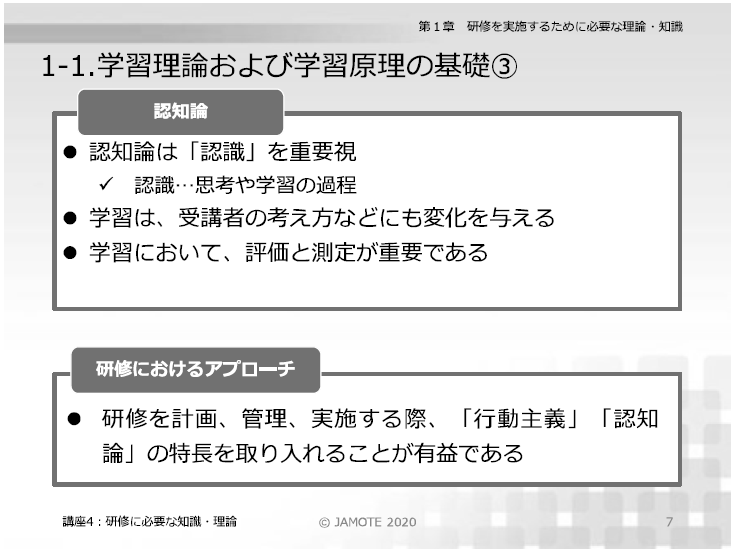 第１章　研修を実施するために必要な理論・知識
1-1.学習理論および学習原理の基礎③
認知論
● 認知論は「認識」を重要視
✓ 認識…思考や学習の過程
● 学習は、受講者の考え方などにも変化を与える
● 学習において、評価と測定が重要である
研修におけるアプローチ
● 研修を計画、管理、実施する際、「行動主義」「認知
論」の特長を取り入れることが有益である
講座4：研修に必要な知識・理論
© JAMOTE 2020
7